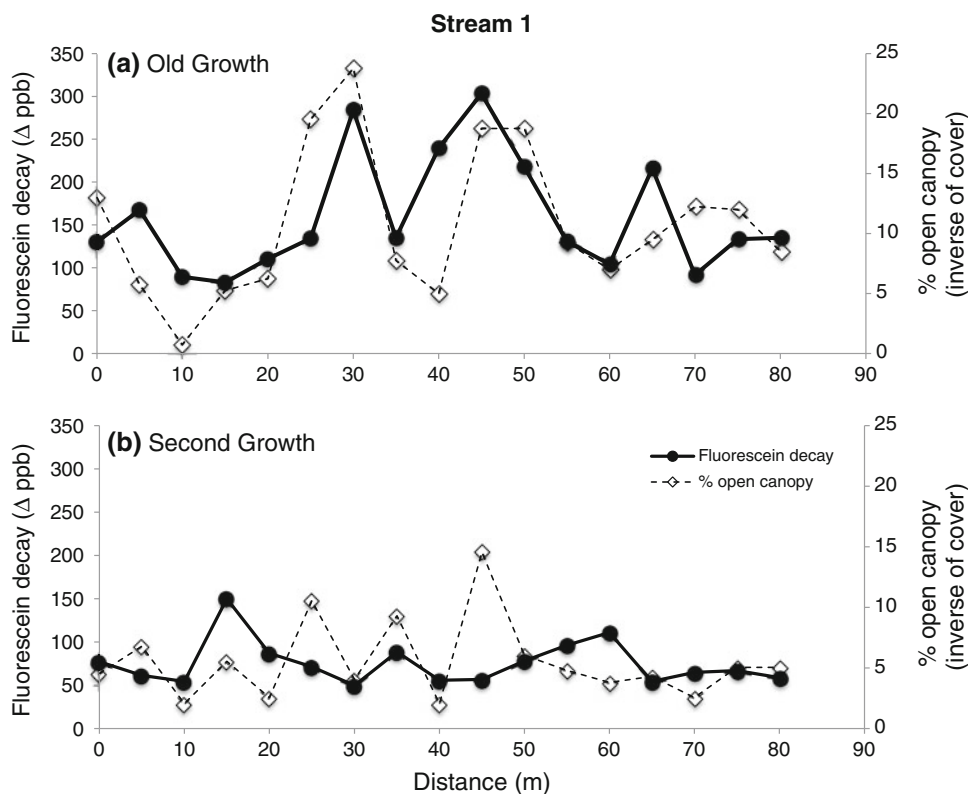 Stream 1
(a) Old Growth
Fluorescein decay (Δ ppb)
350
300
250
200
150
100
50
0
25
20
15
10
5
0
% open canopy
(inverse of cover)
0 10 20 30 40 50 60 70 80 90
(b) Second Growth
Fluorescein decay (Δ ppb)
350
300
250
200
150
100
50
0
Fluorescein decay
% open canopy
25
20
15
10
5
0
% open canopy
(inverse of cover)
0 10 20 30 40 50 60 70 80 90
Distance (m)